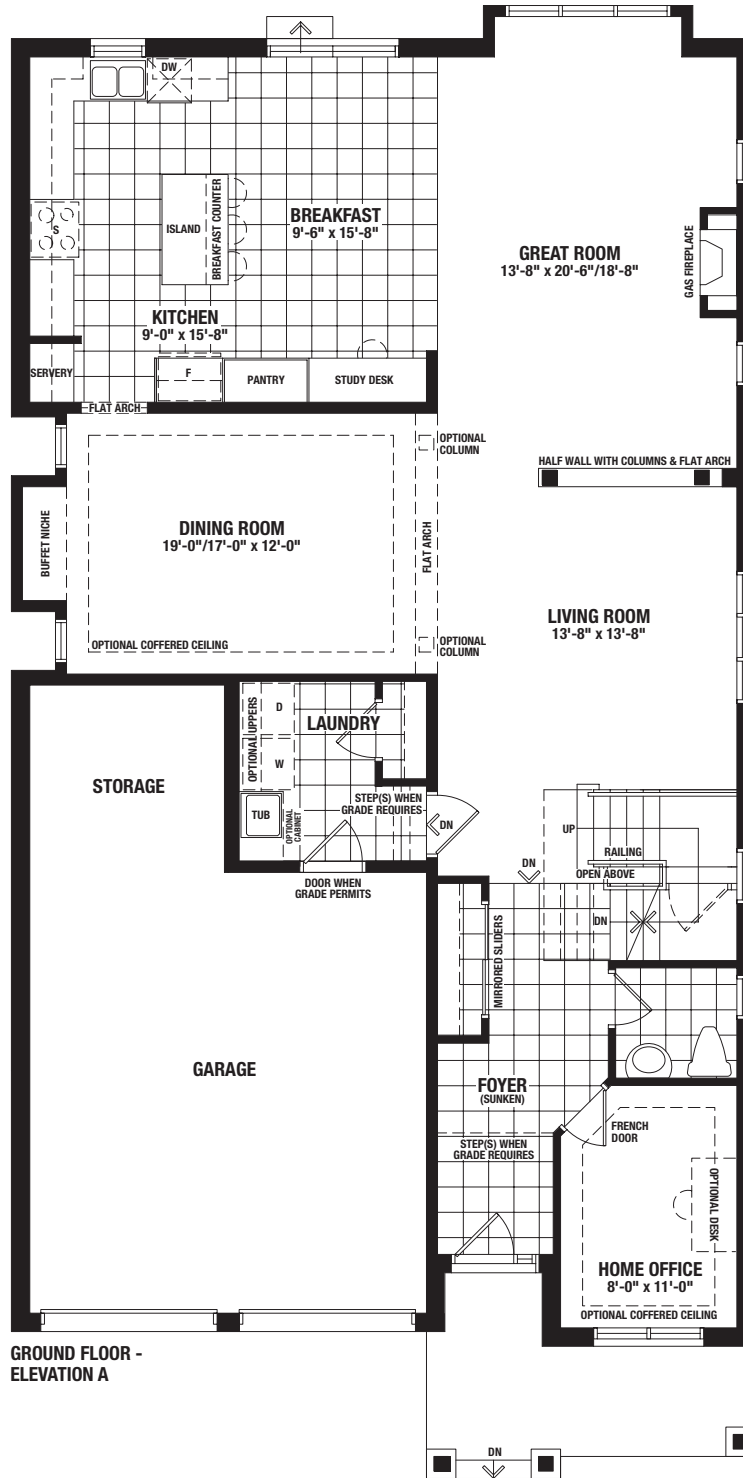 DW
BREAKFAST
9'-6" x 15'-8"
ISLAND
BREAKFAST COUNTER
S
GREAT ROOM
13'-8" x 20'-6"/18'-8"
GAS FIREPLACE
KITCHEN
9'-0" x 15'-8"
SERVERY
F
PANTRY
STUDY DESK
FLAT ARCH
OPTIONAL
COLUMN
HALF WALL WITH COLUMNS & FLAT ARCH
BUFFET NICHE
DINING ROOM
19'-0"/17'-0" x 12'-0"
FLAT ARCH
LIVING ROOM
13'-8" x 13'-8"
OPTIONAL COFFERED CEILING
OPTIONAL
COLUMN
OPTIONAL UPPERS
D
LAUNDRY
W
STORAGE
TUB
OPTIONAL
CABINET
STEP(S) WHEN
GRADE REQUIRES
DN
DOOR WHEN
GRADE PERMITS
UP
RAILING
OPEN ABOVE
DN
DN
MIRRORED SLIDERS
GARAGE
FOYER
(SUNKEN)
FRENCH
DOOR
STEP(S) WHEN
GRADE REQUIRES
OPTIONAL DESK
HOME OFFICE
8'-0" x 11'-0"
OPTIONAL COFFERED CEILING
GROUND FLOOR -
ELEVATION A
DN